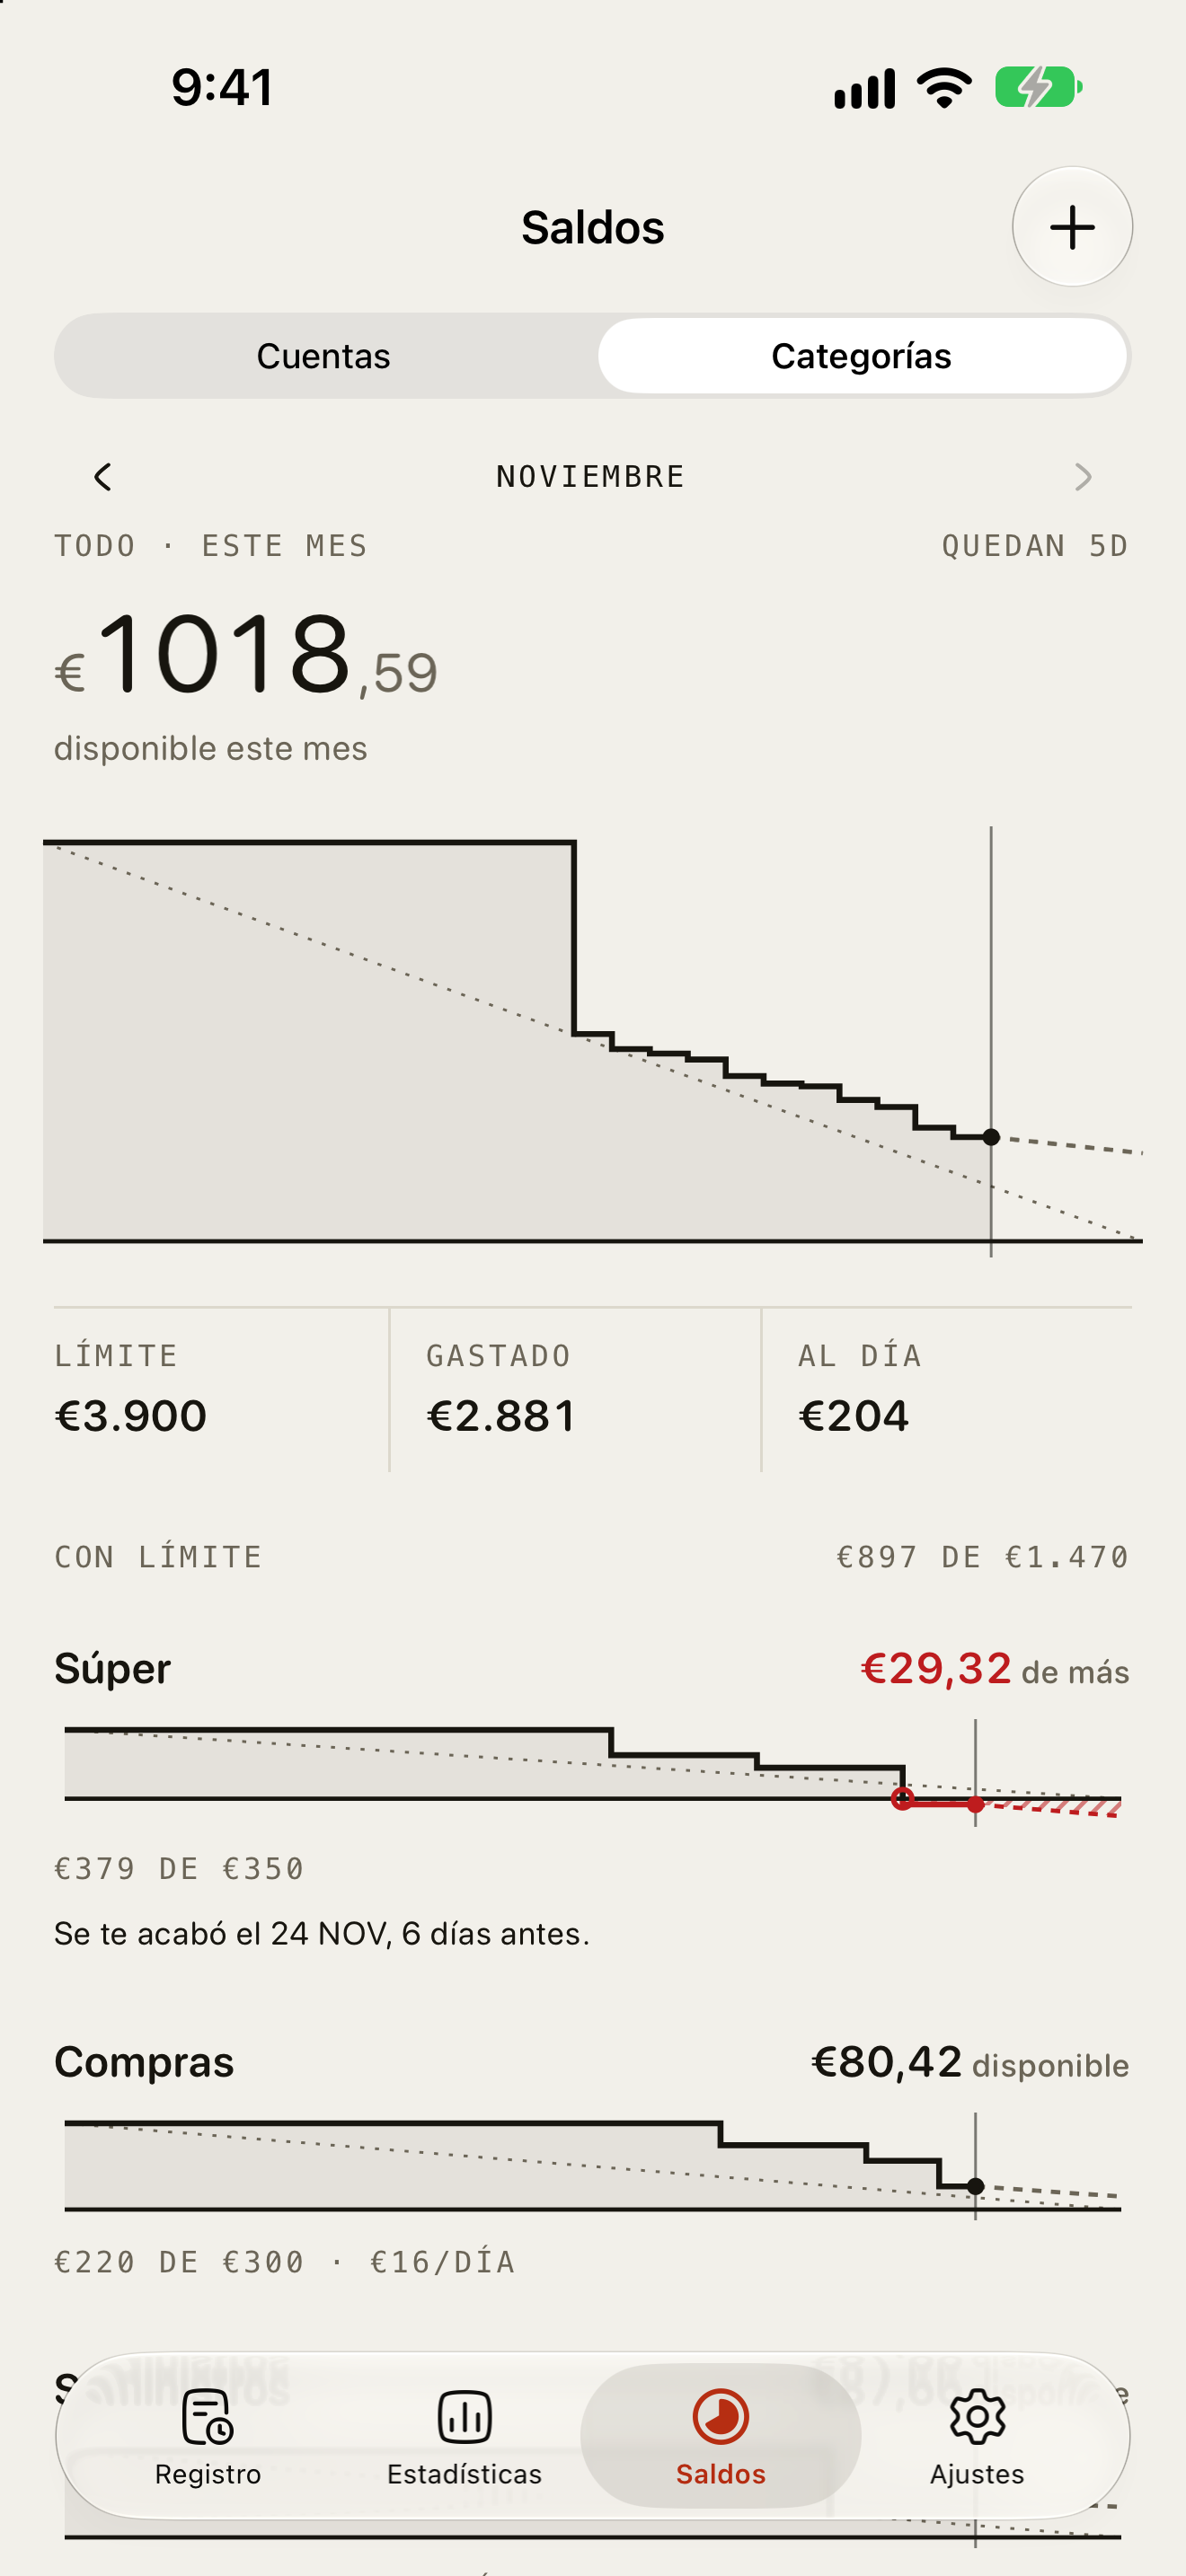 9:41
Saldos
Cuentas
Categorías
NOVIEMBRE
TODO · ESTE MES
QUEDAN 5D
€1018,59
disponible este mes
LÍMITE
GASTADO
AL DÍA
€3.900
€2.881
€204
CON LÍMITE
€897 DE €1.470
Súper
€29,32 de más
€379 DE €350
Se te acabó el 24 NOV, 6 días antes.
Compras
€80,42 disponible
€220 DE €300 · €16/DÍA
Registro
Estadísticas
Saldos
Ajustes